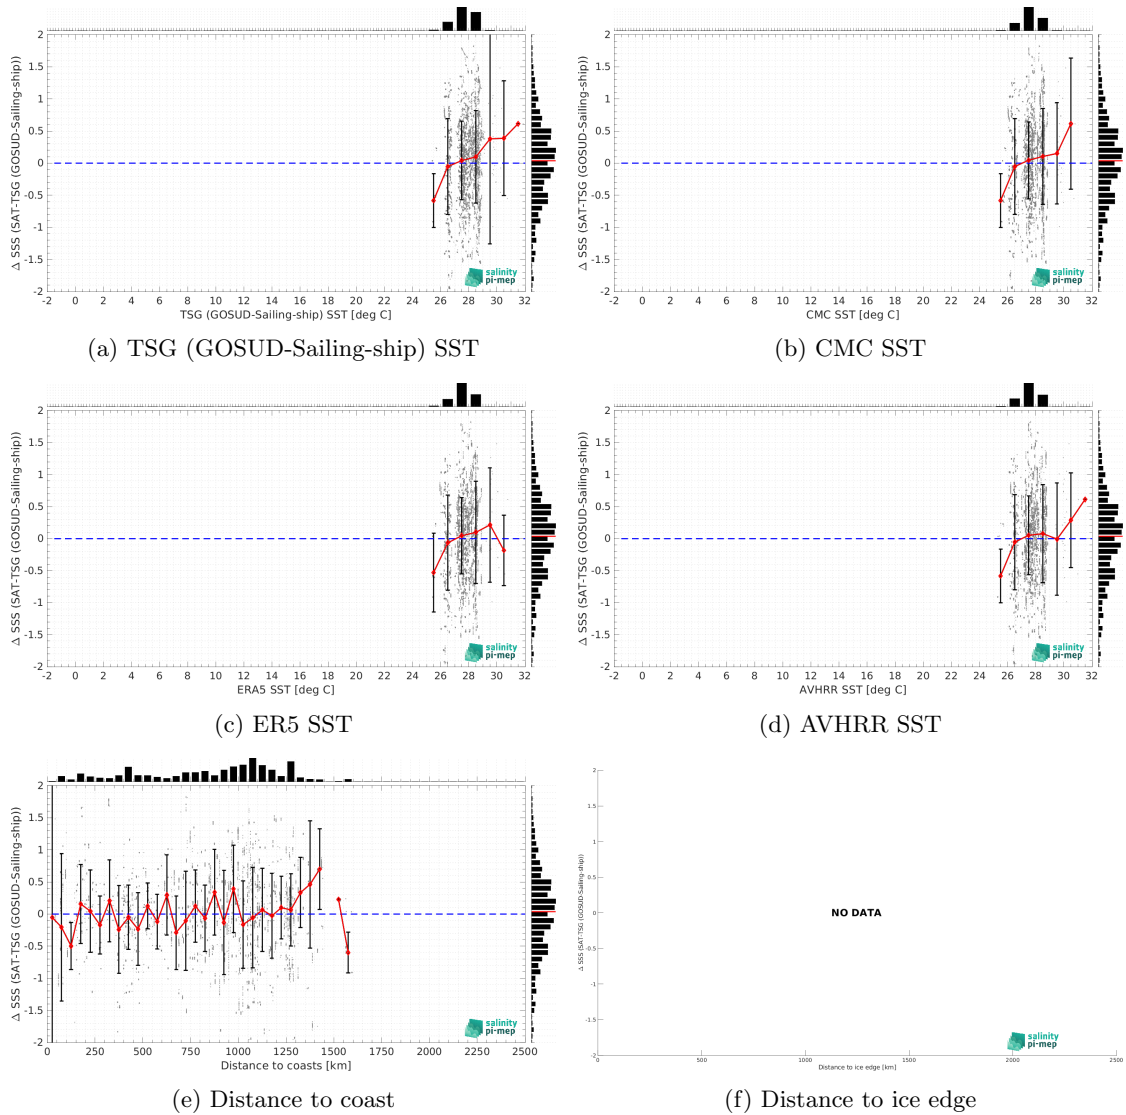 Δ SSS (SAT-TSG (GOSUD-Sailing-ship))
2
1.5
1
0.5
0
-0.5
-1
-1.5
-2
-2 0 2 4 6 8 10 12 14 16 18 20 22 24 26 28 30 32
TSG (GOSUD-Sailing-ship) SST [deg C]
salinity
pi-mep
(a) TSG (GOSUD-Sailing-ship) SST
Δ SSS (SAT-TSG (GOSUD-Sailing-ship))
2
1.5
1
0.5
0
-0.5
-1
-1.5
-2
-2 0 2 4 6 8 10 12 14 16 18 20 22 24 26 28 30 32
CMC SST [deg C]
salinity
pi-mep
(b) CMC SST
Δ SSS (SAT-TSG (GOSUD-Sailing-ship))
2
1.5
1
0.5
0
-0.5
-1
-1.5
-2
-2 0 2 4 6 8 10 12 14 16 18 20 22 24 26 28 30 32
ERA5 SST [deg C]
salinity
pi-mep
(c) ER5 SST
Δ SSS (SAT-TSG (GOSUD-Sailing-ship))
2
1.5
1
0.5
0
-0.5
-1
-1.5
-2
-2 0 2 4 6 8 10 12 14 16 18 20 22 24 26 28 30 32
AVHRR SST [deg C]
salinity
pi-mep
(d) AVHRR SST
Δ SSS (SAT-TSG (GOSUD-Sailing-ship))
2
1.5
1
0.5
0
-0.5
-1
-1.5
-2
0 250 500 750 1000 1250 1500 1750 2000 2250 2500
Distance to coasts [km]
salinity
pi-mep
(e) Distance to coast
Δ SSS (SAT-TSG (GOSUD-Sailing-ship))
2
1.5
1
0.5
0
-0.5
-1
-1.5
-2
NO DATA
0 500 1000 1500 2000 2500
Distance to ice edge [km]
salinity
pi-mep
(f) Distance to ice edge